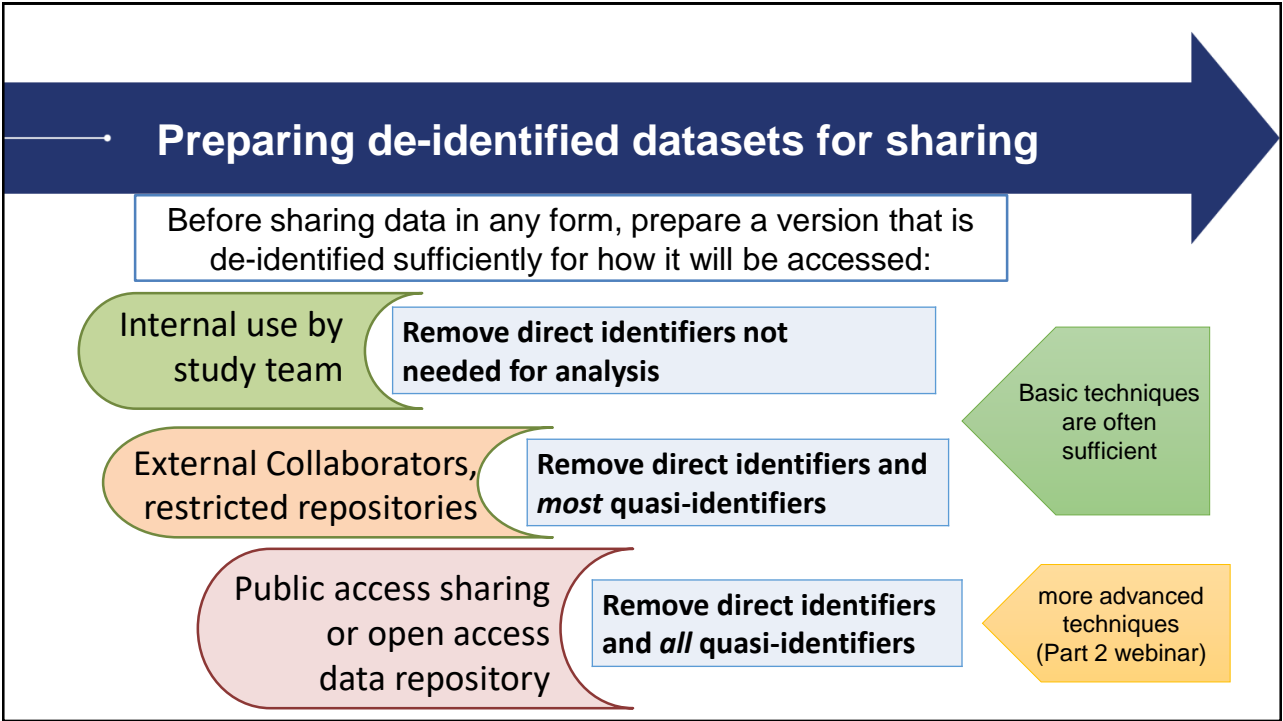 Preparing de-identified datasets for sharing
Before sharing data in any form, prepare a version that is
de-identified sufficiently for how it will be accessed:
Internal use by
study team
Remove direct identifiers not
needed for analysis
External Collaborators,
restricted repositories
Remove direct identifiers and
most quasi-identifiers
Basic techniques
are often
sufficient
Public access sharing
or open access
data repository
Remove direct identifiers
and all quasi-identifiers
more advanced
techniques
(Part 2 webinar)